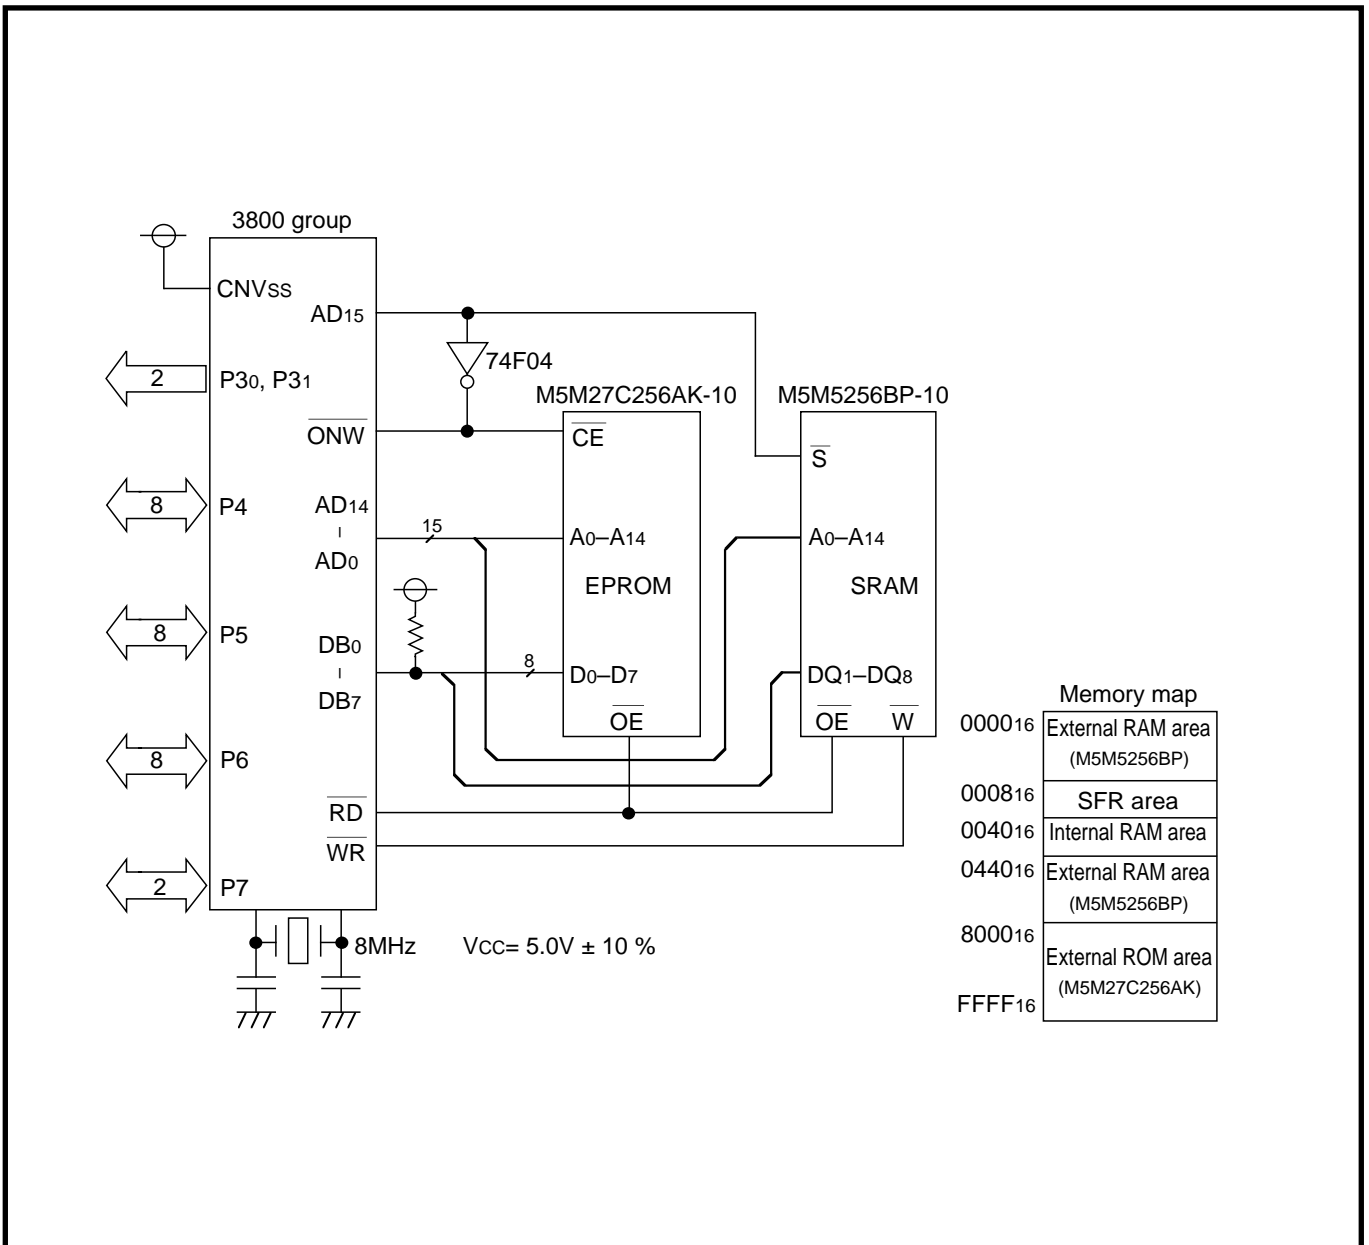 3800 group
CNVSS
AD15
74F04
2
P30, P31
M5M27C256AK-10
M5M5256BP-10
ONW
CE
S
8
P4
AD14
15
A0–A14
A0–A14
AD0
EPROM
SRAM
8
P5
DB0
8
D0–D7
DQ1–DQ8
DB7
OE
OE
W
Memory map
000016
External RAM area
(M5M5256BP)
8
P6
000816
SFR area
RD
004016
Internal RAM area
WR
044016
External RAM area
(M5M5256BP)
2
P7
800016
8MHz
VCC= 5.0V ± 10 %
External ROM area
(M5M27C256AK)
FFFF16